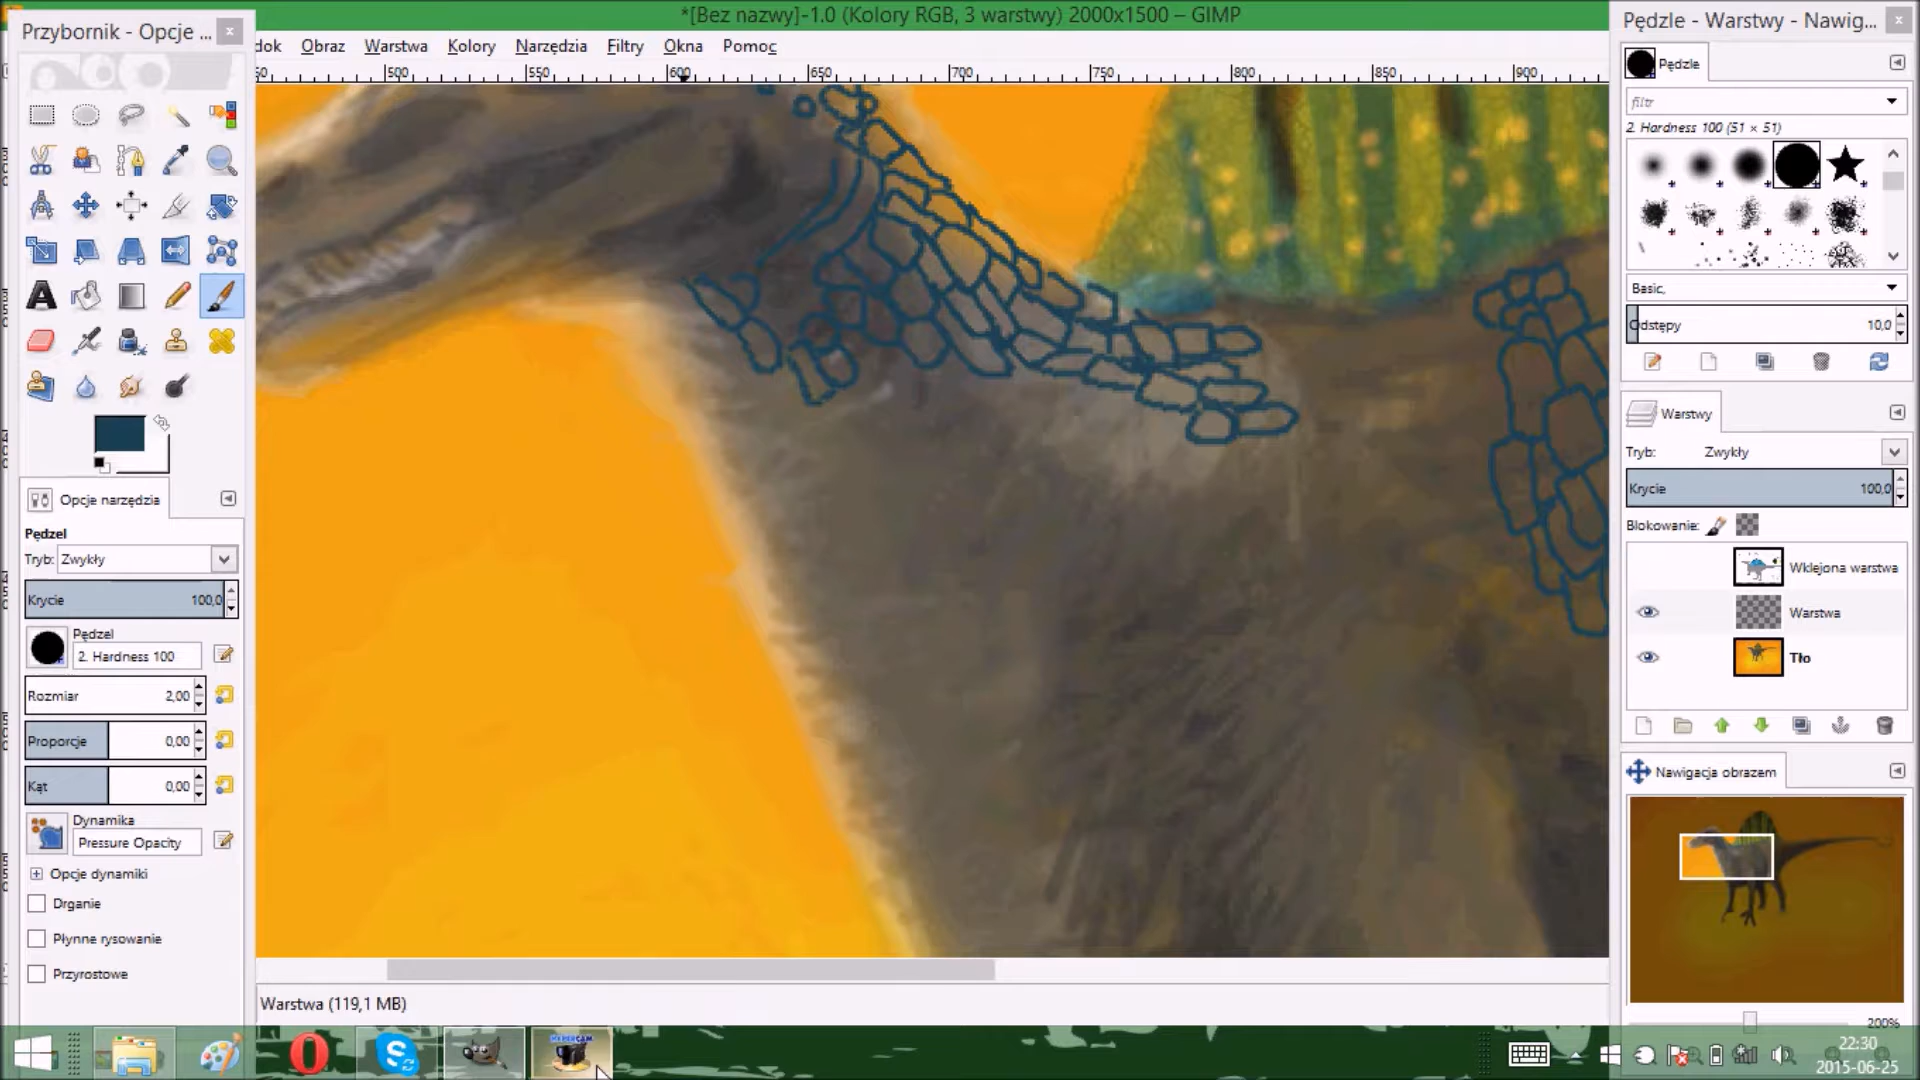 *[Bez nazwy]-1.0 (Kolory RGB, 3 warstwy) 2000x1500 – GIMP
Przybornik - Opcje ...
dok Obraz Warstwa Kolory Narzędzia Filtry Okna Pomoc
500 550 600 650 700 750 800 850 900
Opcje narzędzia
Pędzel
Tryb: Zwykły
Krycie 100,0
Pędzel
2. Hardness 100
Rozmiar 2,00
Proporcje 0,00
Kąt 0,00
Dynamika
Pressure Opacity
Opcje dynamiki
Drganie
Płynne rysowanie
Przyrostowe
Warstwa (119,1 MB)
Pędzle - Warstwy - Nawig...
Pędzle
filtr
2. Hardness 100 (51 × 51)
Basic,
Odstępy 10,0
Warstwy
Tryb: Zwykły
Krycie 100,0
Blokowanie:
Wklejona warstwa
Warstwa
Tło
Nawigacja obrazem
200%
HYPERCAM
22:30
2015-06-25